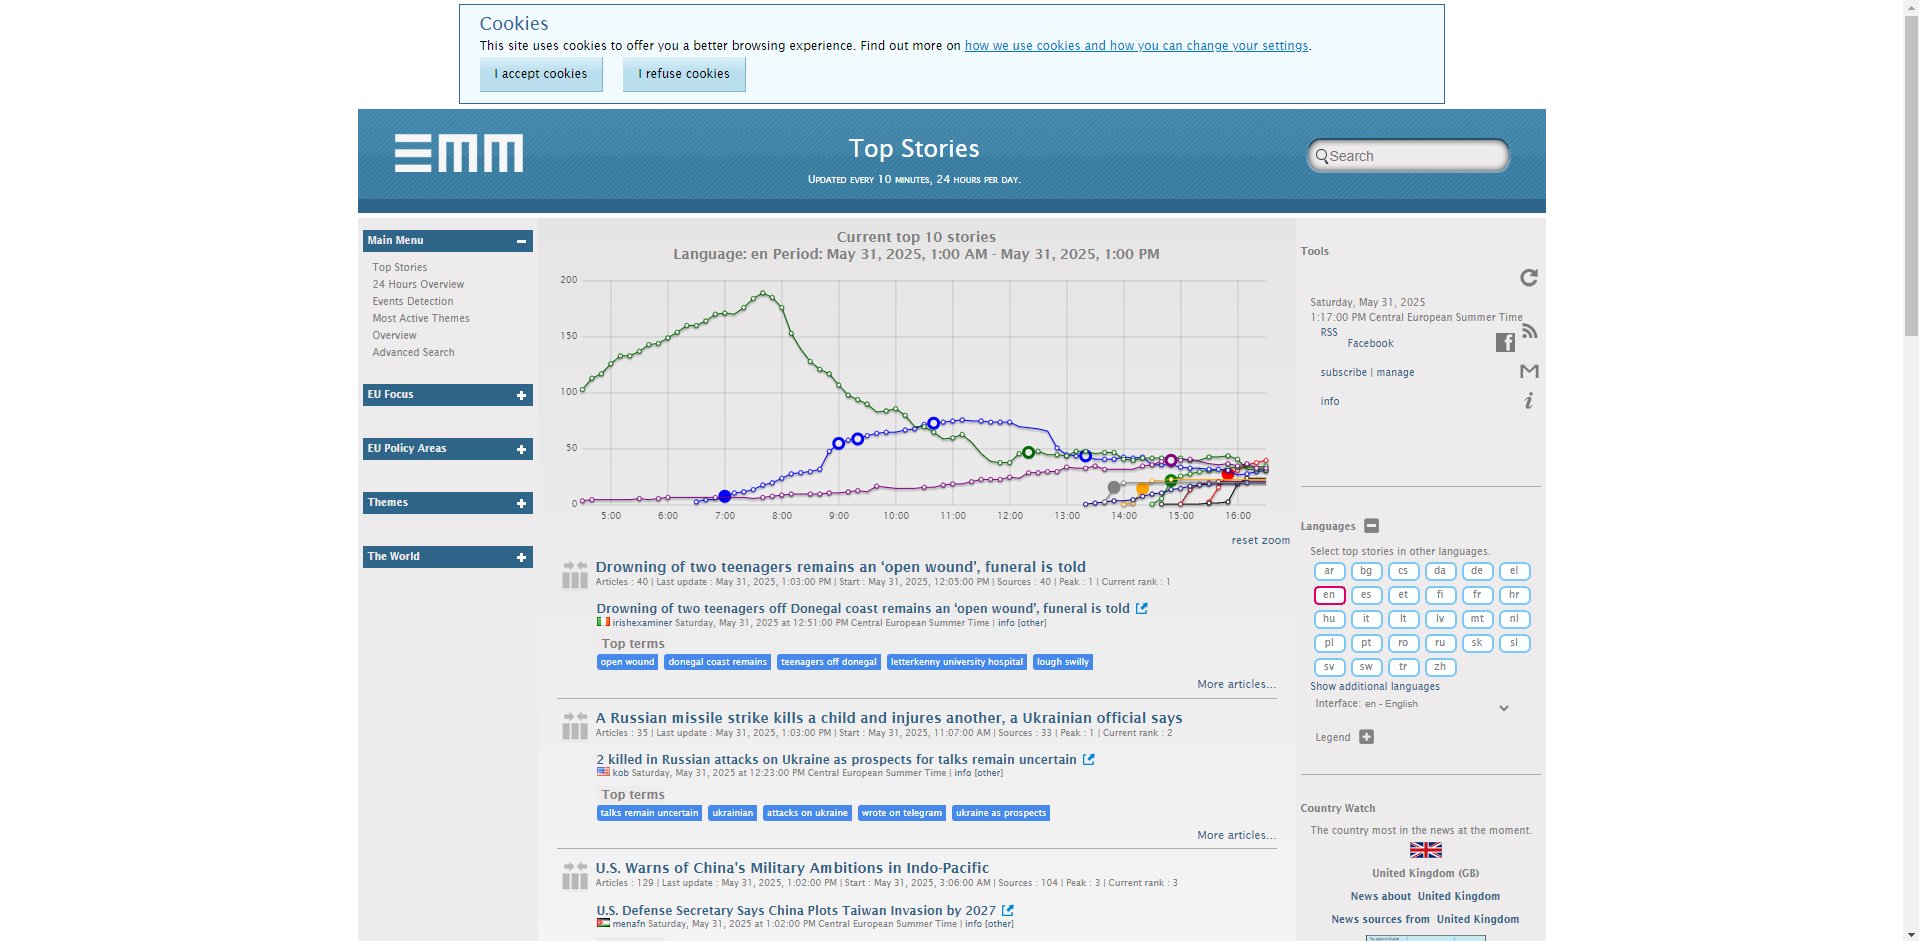 Cookies
This site uses cookies to offer you a better browsing experience. Find out more on how we use cookies and how you can change your settings.
I accept cookies
I refuse cookies
EMM
Top Stories
Updated every 10 minutes, 24 hours per day.
Search
Main Menu
Top Stories
24 Hours Overview
Events Detection
Most Active Themes
Overview
Advanced Search
EU Focus
EU Policy Areas
Themes
The World
Current top 10 stories
Language: en Period: May 31, 2025, 1:00 AM - May 31, 2025, 1:00 PM
200
150
100
50
0
5:00 6:00 7:00 8:00 9:00 10:00 11:00 12:00 13:00 14:00 15:00 16:00
reset zoom
Drowning of two teenagers remains an ‘open wound’, funeral is told
Articles : 40 | Last update : May 31, 2025, 1:03:00 PM | Start : May 31, 2025, 12:05:00 PM | Sources : 40 | Peak : 1 | Current rank : 1
Drowning of two teenagers off Donegal coast remains an ‘open wound’, funeral is told
irishexaminer Saturday, May 31, 2025 at 12:51:00 PM Central European Summer Time | info [other]
Top terms
open wound donegal coast remains teenagers off donegal letterkenny university hospital lough swilly
More articles...
A Russian missile strike kills a child and injures another, a Ukrainian official says
Articles : 35 | Last update : May 31, 2025, 1:03:00 PM | Start : May 31, 2025, 11:07:00 AM | Sources : 33 | Peak : 1 | Current rank : 2
2 killed in Russian attacks on Ukraine as prospects for talks remain uncertain
kob Saturday, May 31, 2025 at 12:23:00 PM Central European Summer Time | info [other]
Top terms
talks remain uncertain ukrainian attacks on ukraine wrote on telegram ukraine as prospects
More articles...
U.S. Warns of China's Military Ambitions in Indo-Pacific
Articles : 129 | Last update : May 31, 2025, 1:02:00 PM | Start : May 31, 2025, 3:06:00 AM | Sources : 104 | Peak : 3 | Current rank : 3
U.S. Defense Secretary Says China Plots Taiwan Invasion by 2027
menafn Saturday, May 31, 2025 at 1:02:00 PM Central European Summer Time | info [other]
Tools
Saturday, May 31, 2025
1:17:00 PM Central European Summer Time
RSS
Facebook
subscribe | manage
info
Languages
Select top stories in other languages.
ar bg cs da de el
en es et fi fr hr
hu it lt lv mt nl
pl pt ro ru sk sl
sv sw tr zh
Show additional languages
Interface: en - English
Legend
Country Watch
The country most in the news at the moment.
United Kingdom (GB)
News about United Kingdom
News sources from United Kingdom